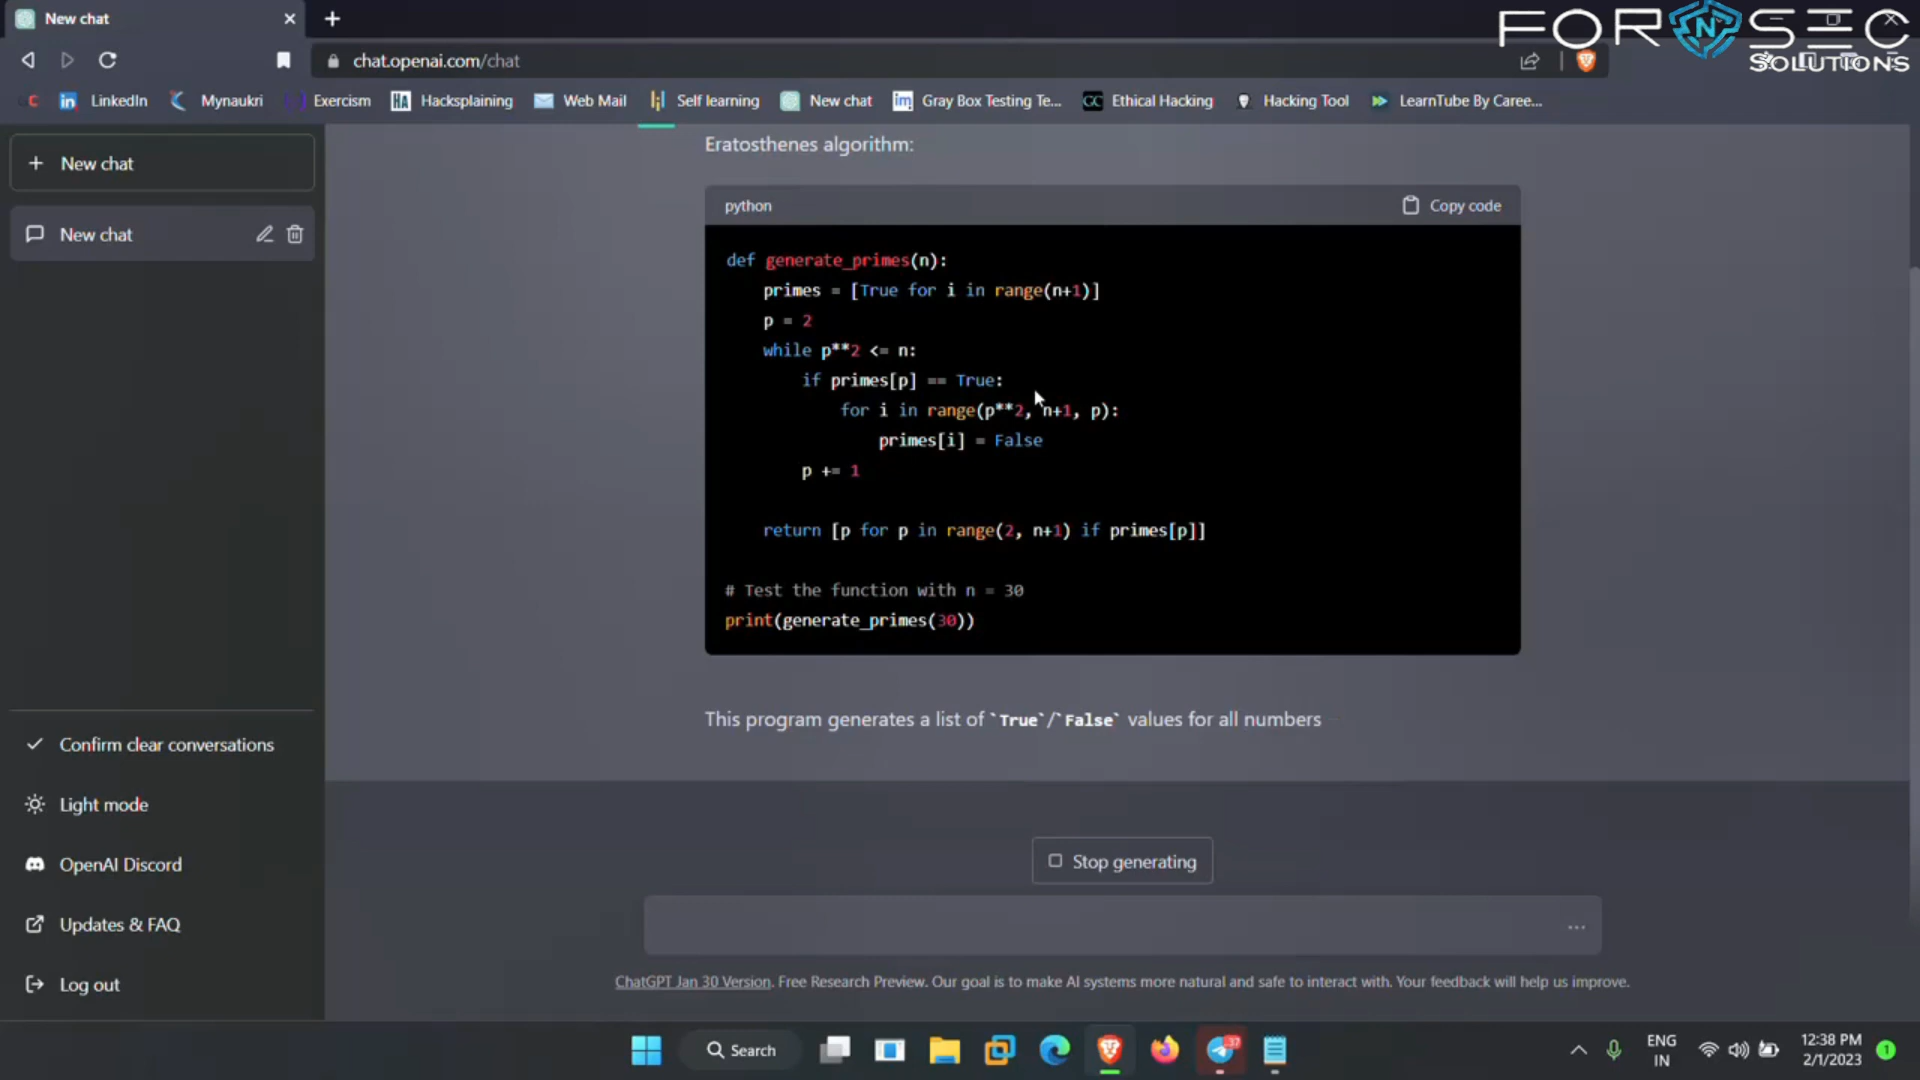 New chat
FOR N SEC
SOLUTIONS
chat.openai.com/chat
LinkedIn
Mynaukri
Exercism
HA Hacksplaining
Web Mail
Self learning
New chat
im Gray Box Testing Te...
CC Ethical Hacking
Hacking Tool
LearnTube By Caree...
New chat
New chat
Eratosthenes algorithm:
python
Copy code
def generate_primes(n):
primes = [True for i in range(n+1)]
p = 2
while p**2 <= n:
if primes[p] == True:
for i in range(p**2, n+1, p):
primes[i] = False
p += 1
return [p for p in range(2, n+1) if primes[p]]
# Test the function with n = 30
print(generate_primes(30))
This program generates a list of `True`/`False` values for all numbers
Confirm clear conversations
Light mode
OpenAI Discord
Updates & FAQ
Log out
Stop generating
ChatGPT Jan 30 Version. Free Research Preview. Our goal is to make AI systems more natural and safe to interact with. Your feedback will help us improve.
Search
37
ENG
IN
12:38 PM
2/1/2023
1